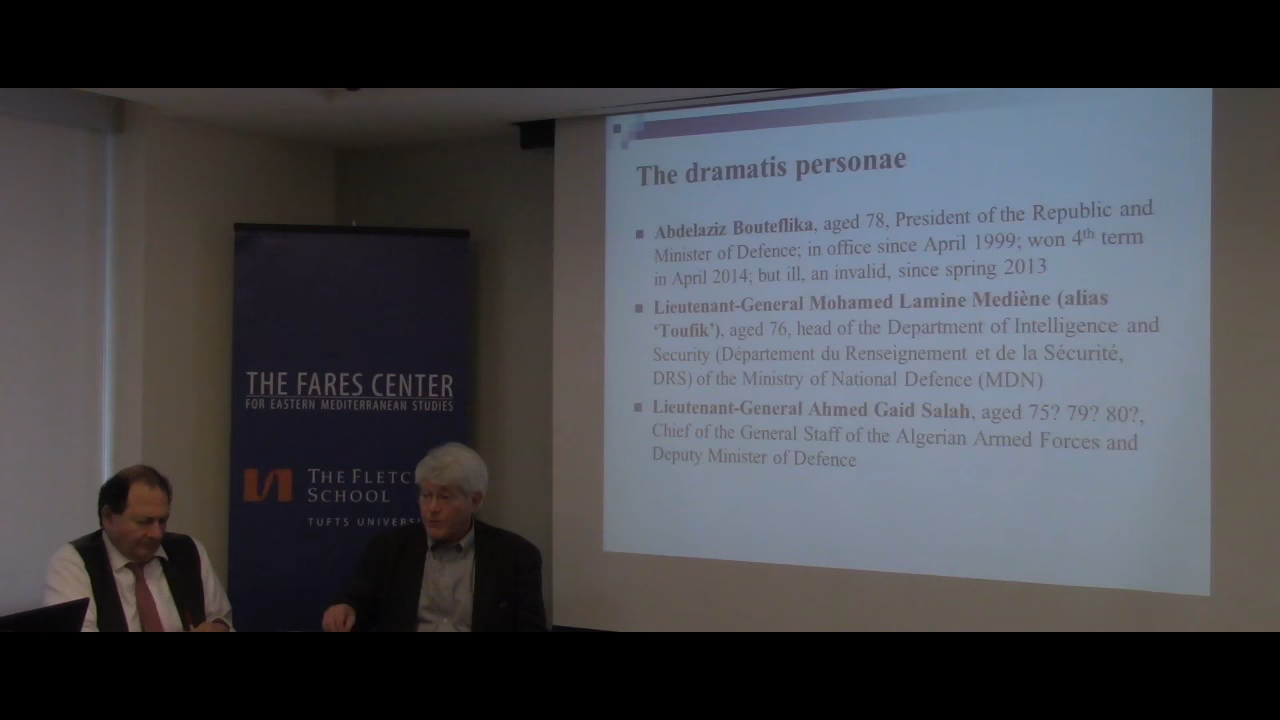 THE FARES CENTER
FOR EASTERN MEDITERRANEAN STUDIES
THE FLETC
SCHOOL
TUFTS UNIVERS
The dramatis personae
Abdelaziz Bouteflika, aged 78, President of the Republic and
Minister of Defence; in office since April 1999; won 4th term
in April 2014; but ill, an invalid, since spring 2013
Lieutenant-General Mohamed Lamine Mediène (alias
‘Toufik’), aged 76, head of the Department of Intelligence and
Security (Département du Renseignement et de la Sécurité,
DRS) of the Ministry of National Defence (MDN)
Lieutenant-General Ahmed Gaid Salah, aged 75? 79? 80?,
Chief of the General Staff of the Algerian Armed Forces and
Deputy Minister of Defence